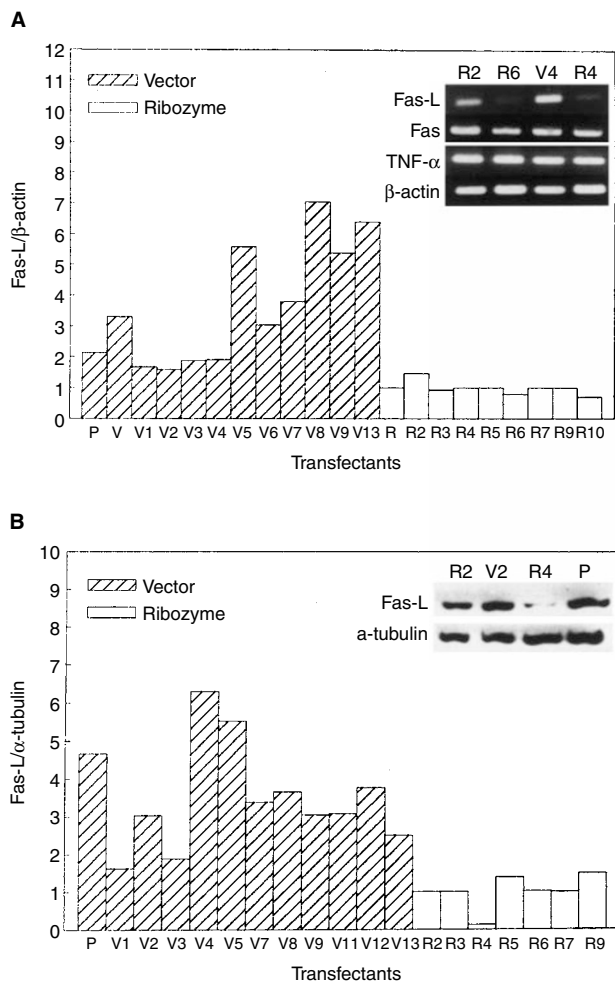 A
12
11
10
9
8
7
6
5
4
3
2
1
0
Fas-L/β-actin
Vector
Ribozyme
R2 R6 V4 R4
Fas-L
Fas
TNF-α
β-actin
P V V1 V2 V3 V4 V5 V6 V7 V8 V9 V13 R R2 R3 R4 R5 R6 R7 R9 R10
Transfectants
B
10
9
8
7
6
5
4
3
2
1
0
Fas-L/α-tubulin
Vector
Ribozyme
R2 V2 R4 P
Fas-L
a-tubulin
P V1 V2 V3 V4 V5 V7 V8 V9 V11 V12 V13 R2 R3 R4 R5 R6 R7 R9
Transfectants